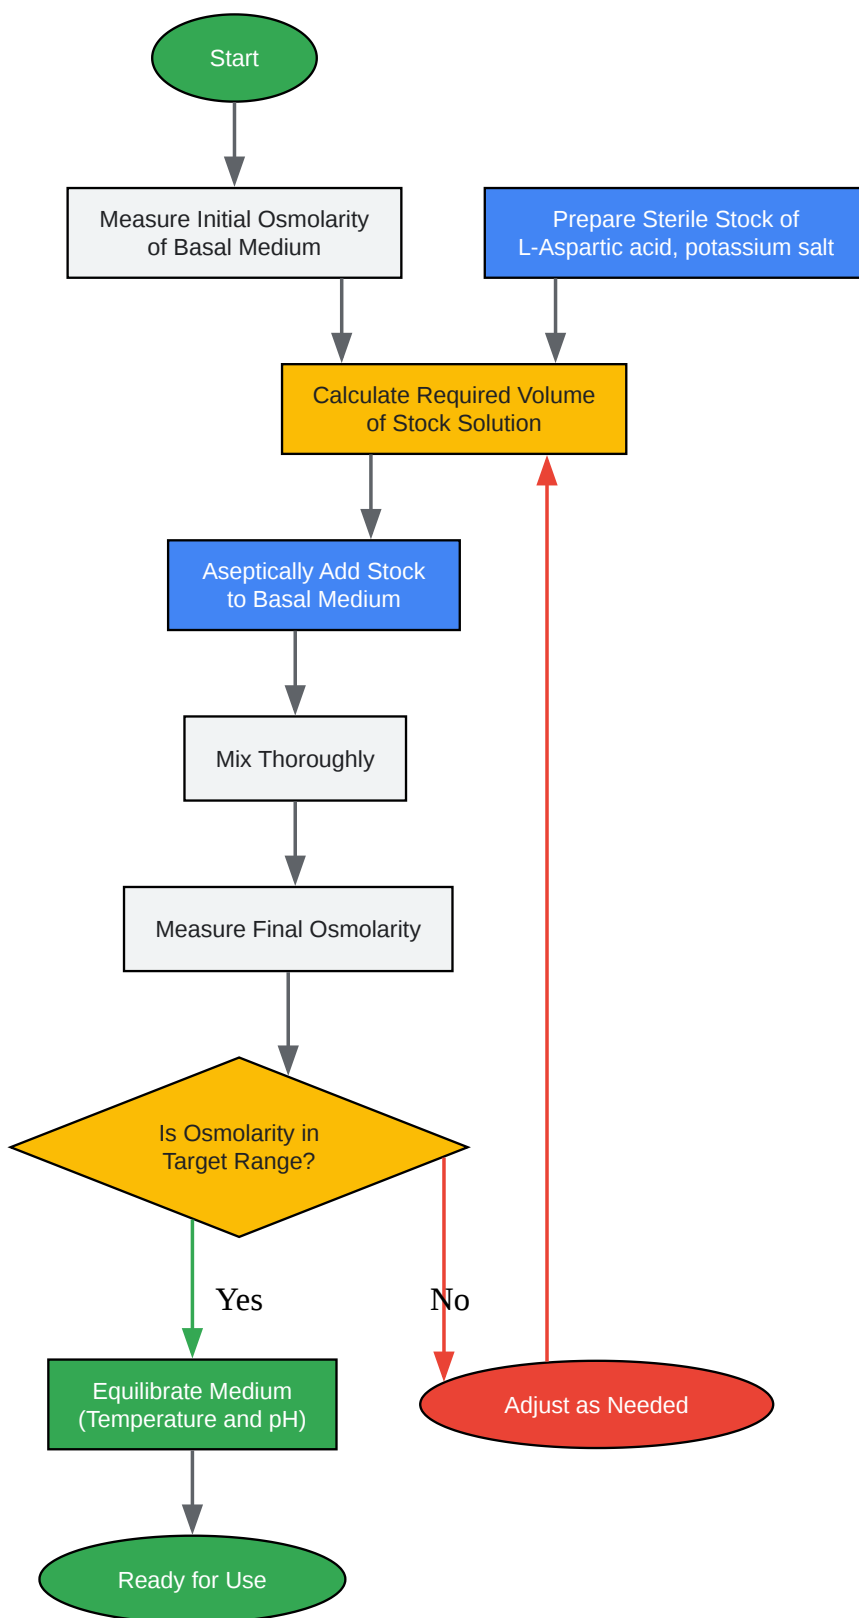 Start
Measure Initial Osmolarity
of Basal Medium
Prepare Sterile Stock of
L-Aspartic acid, potassium salt
Calculate Required Volume
of Stock Solution
Aseptically Add Stock
to Basal Medium
Mix Thoroughly
Measure Final Osmolarity
Is Osmolarity in
Target Range?
Yes
No
Equilibrate Medium
(Temperature and pH)
Adjust as Needed
Ready for Use